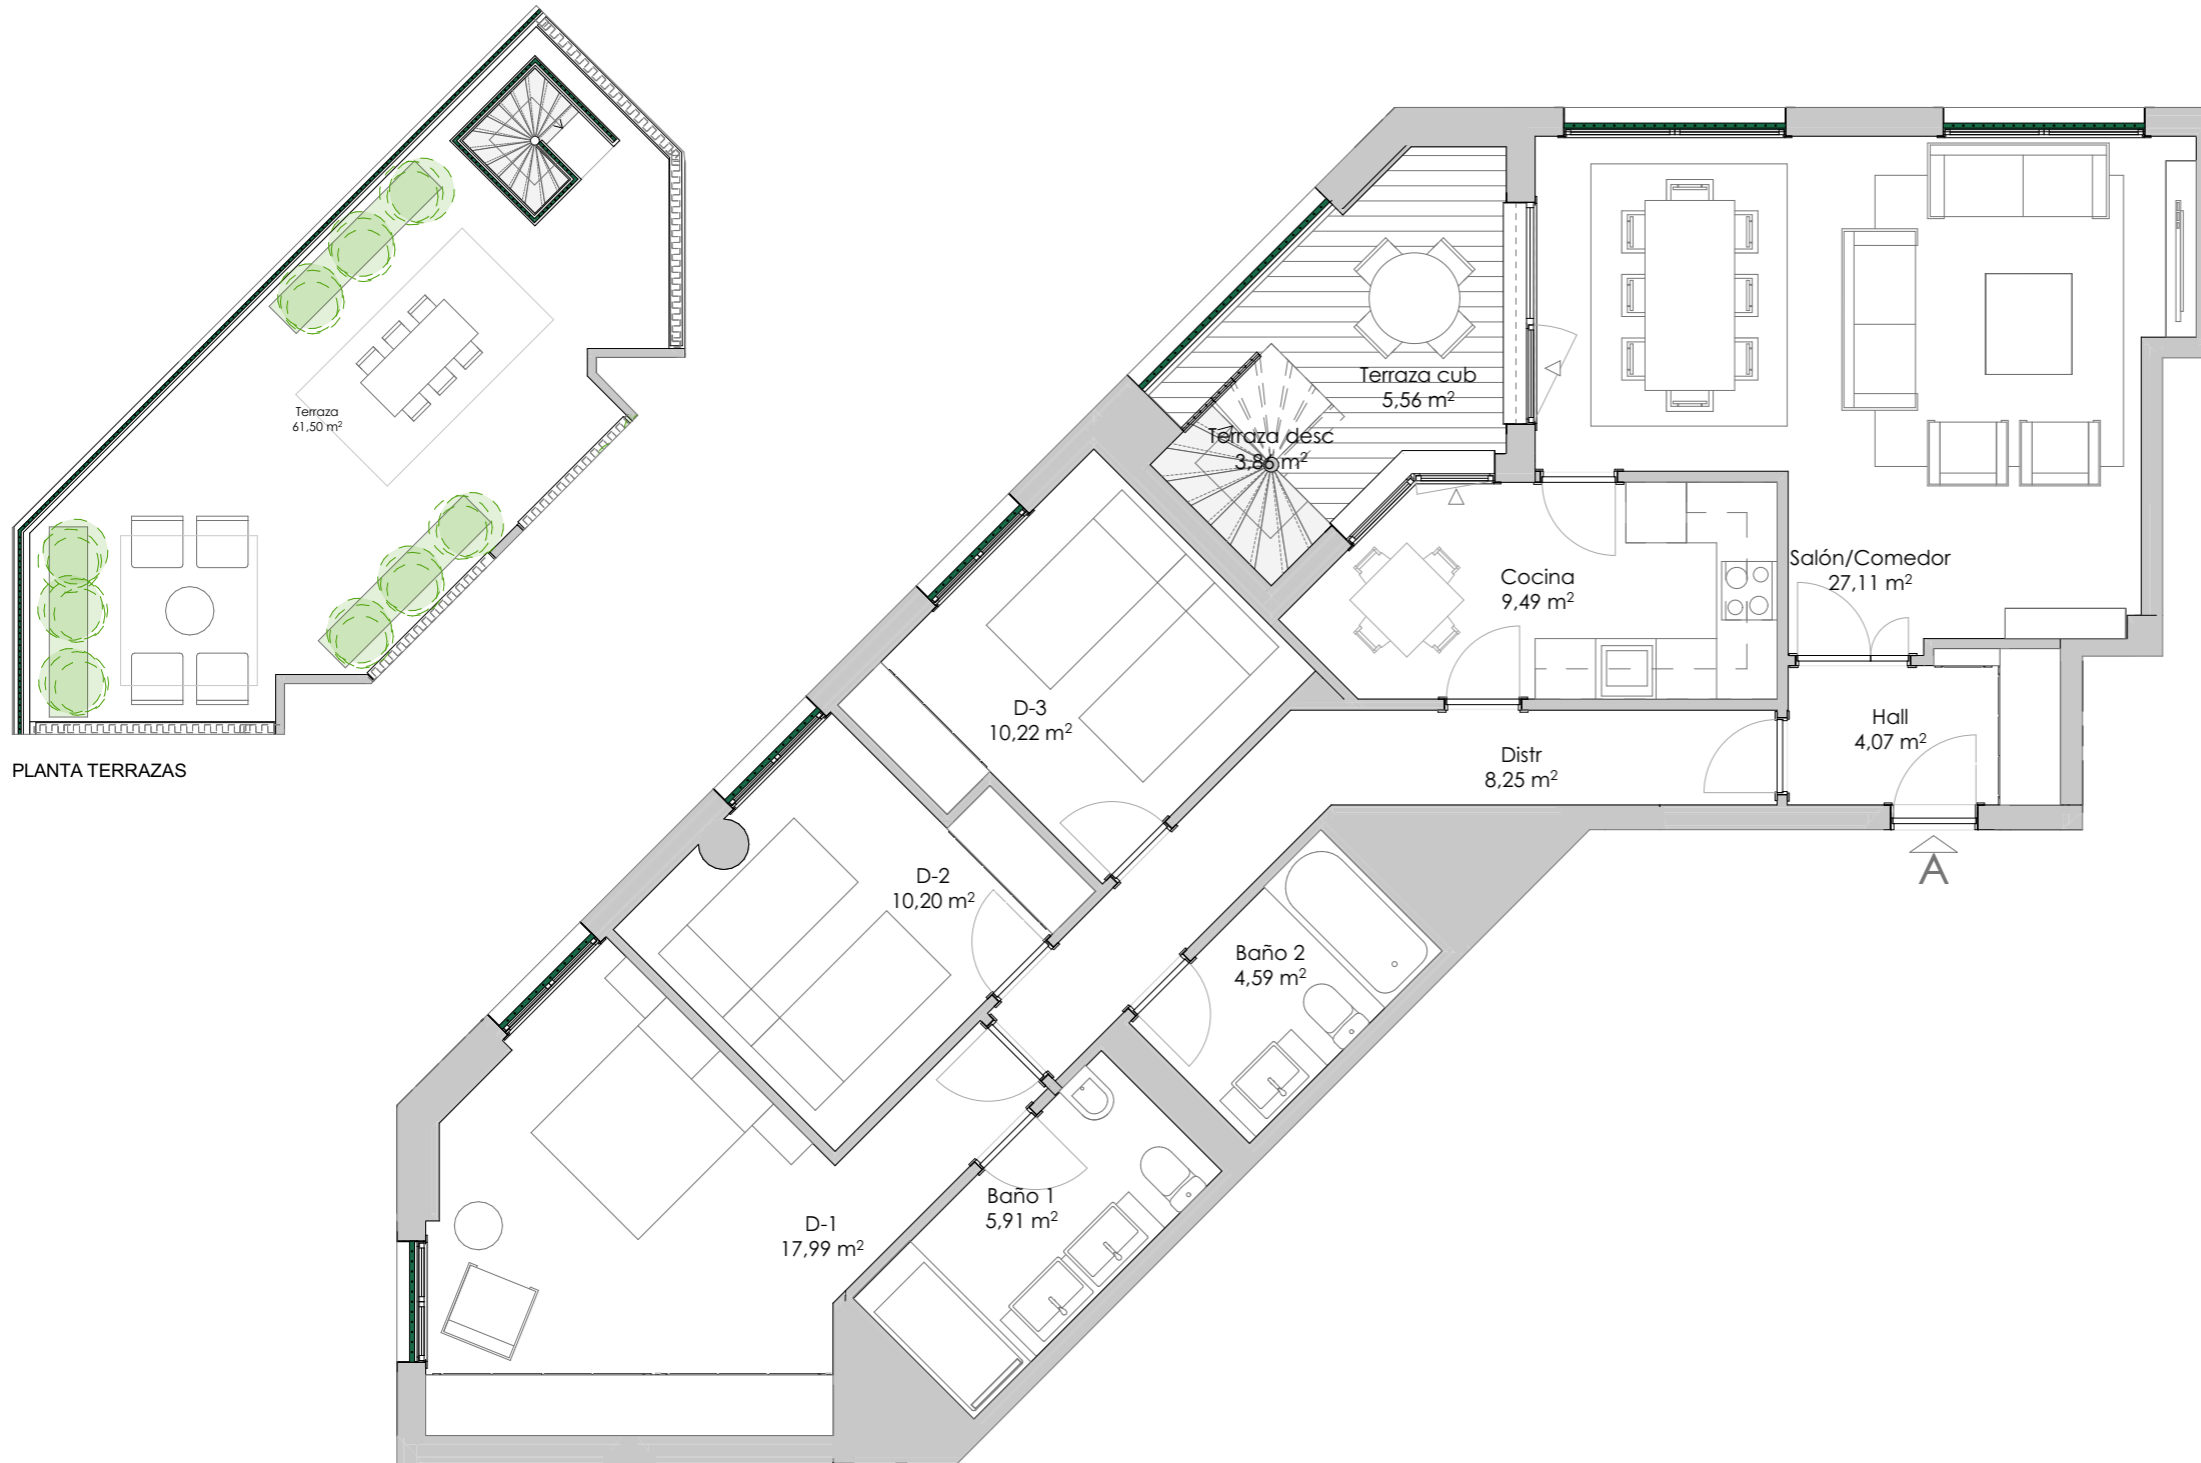 Terraza
61,50 m²
PLANTA TERRAZAS
Terraza cub
5,56 m²
Terraza desc
3,86 m²
Salón/Comedor
27,11 m²
Cocina
9,49 m²
Hall
4,07 m²
Distr
8,25 m²
D-3
10,22 m²
D-2
10,20 m²
Baño 2
4,59 m²
Baño 1
5,91 m²
D-1
17,99 m²
A